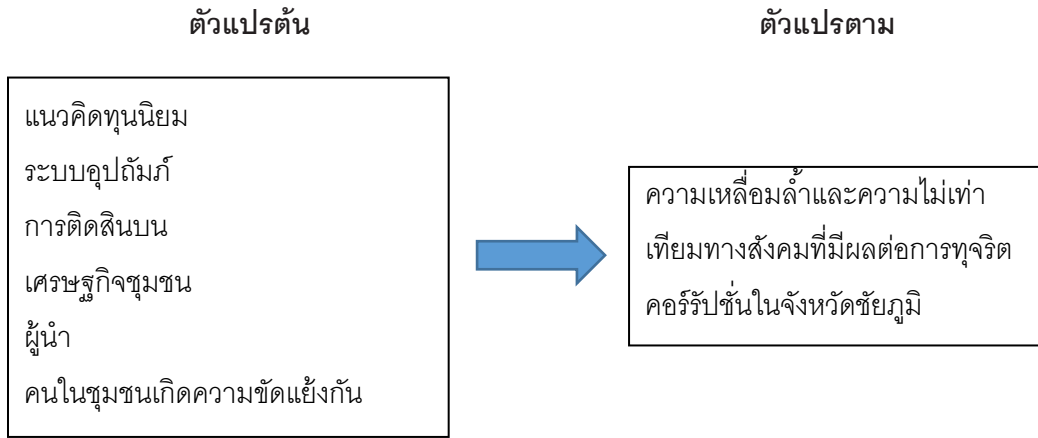 ตัวแปรต้น
ตัวแปรตาม
แนวคิดทุนนิยม
ระบบอุปถัมภ์
การติดสินบน
เศรษฐกิจชุมชน
ผู้นำ
คนในชุมชนเกิดความขัดแย้งกัน
ความเหลื่อมล้ำและความไม่เท่า
เทียมทางสังคมที่มีผลต่อการทุจริต
คอร์รัปชั่นในจังหวัดชัยภูมิ